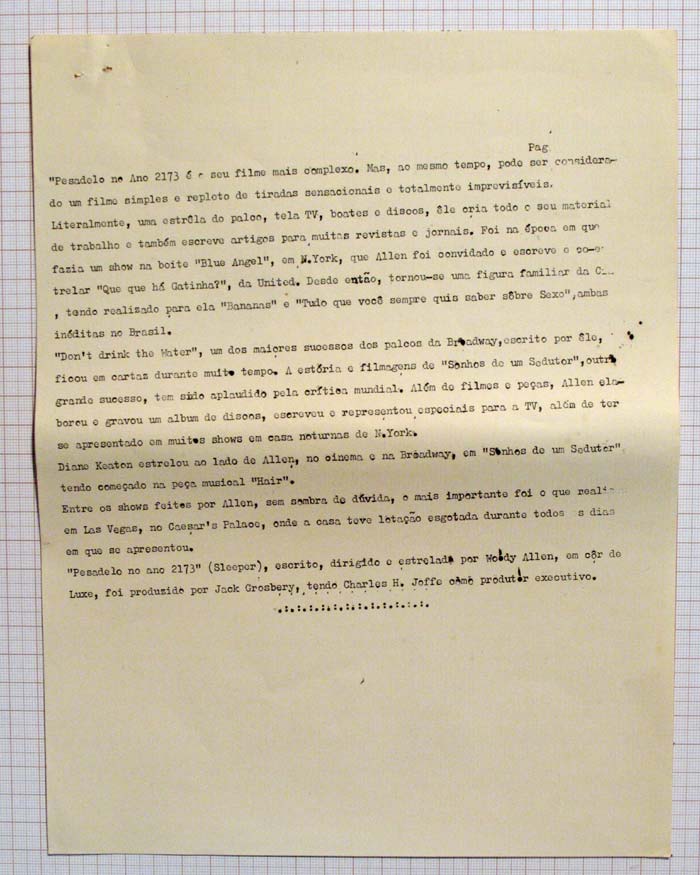 Pag.
"Pesadelo no Ano 2173 é o seu filme mais complexo. Mas, ao mesmo tempo, pode ser considera-
do um filme simples e repleto de tiradas sensacionais e totalmente imprevisíveis.
Literalmente, uma estrêla do palco, tela TV, boates e discos, êle cria todo o seu material
de trabalho e também escreve artigos para muitas revistas e jornais. Foi na época em que
fazia um show na boite "Blue Angel", em N.York, que Allen foi convidado e escreve e co-es
trelar "Que que há Gatinha?", da United. Desde então, tornou-se uma figura familiar da
, tendo realizado para ela "Bananas" e "Tudo que você sempre quis saber sôbre Sexo",ambas
inéditas no Brasil.
"Don't drink the Water", um dos maiores sucessos dos palcos da Broadway,escrito por êle,
ficou em cartaz durante muito tempo. A estória e filmagens de "Sonhos de um Sedutor",outro
grande sucesso, tem sido aplaudido pela crítica mundial. Além de filmes e peças, Allen ela-
borou e gravou um album de discos, escreveu e representou especiais para a TV, além de ter
se apresentado em muitos shows em casa noturnas de N.York.
Diane Keaton estrelou ao lado de Allen, no cinema e na Broadway, em "Sonhos de um Sedutor"
tendo começado na peça musical "Hair".
Entre os shows feitos por Allen, sem sombra de dúvida, o mais importante foi o que
em Las Vegas, no Caesar's Palace, onde a casa teve lotação esgotada durante todos s dias
em que se apresentou.
"Pesadelo no ano 2173" (Sleeper), escrito, dirigido e estrelado por Woody Allen, em côr de
Luxe, foi produzido por Jack Grosbery, tendo Charles H. Joffe como produtor executivo.
.:.:.:.:.:.:.:.:.:.:.:.